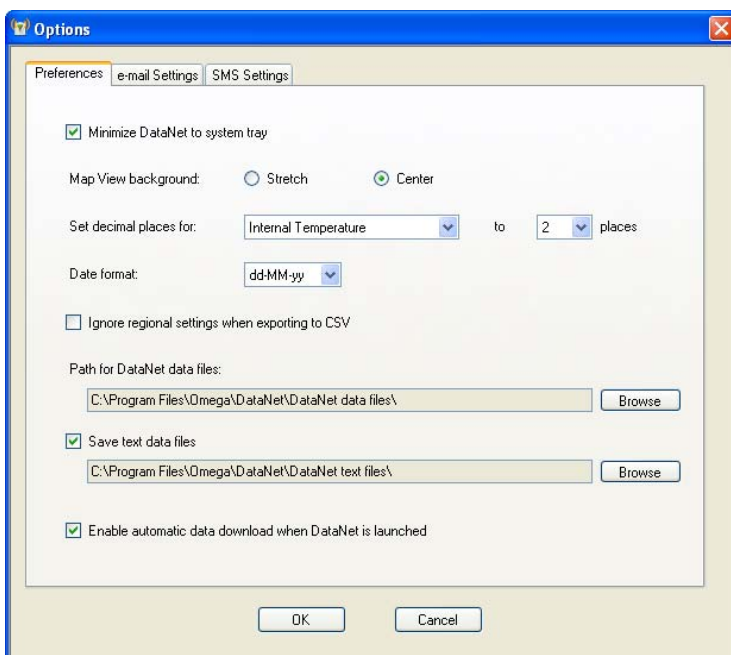 Options
Preferences e-mail Settings SMS Settings
Minimize DataNet to system tray
Map View background: Stretch Center
Set decimal places for: Internal Temperature to 2 places
Date format: dd-MM-yy
Ignore regional settings when exporting to CSV
Path for DataNet data files:
C:\Program Files\Omega\DataNet\DataNet data files\ Browse
Save text data files
C:\Program Files\Omega\DataNet\DataNet text files\ Browse
Enable automatic data download when DataNet is launched
OK Cancel